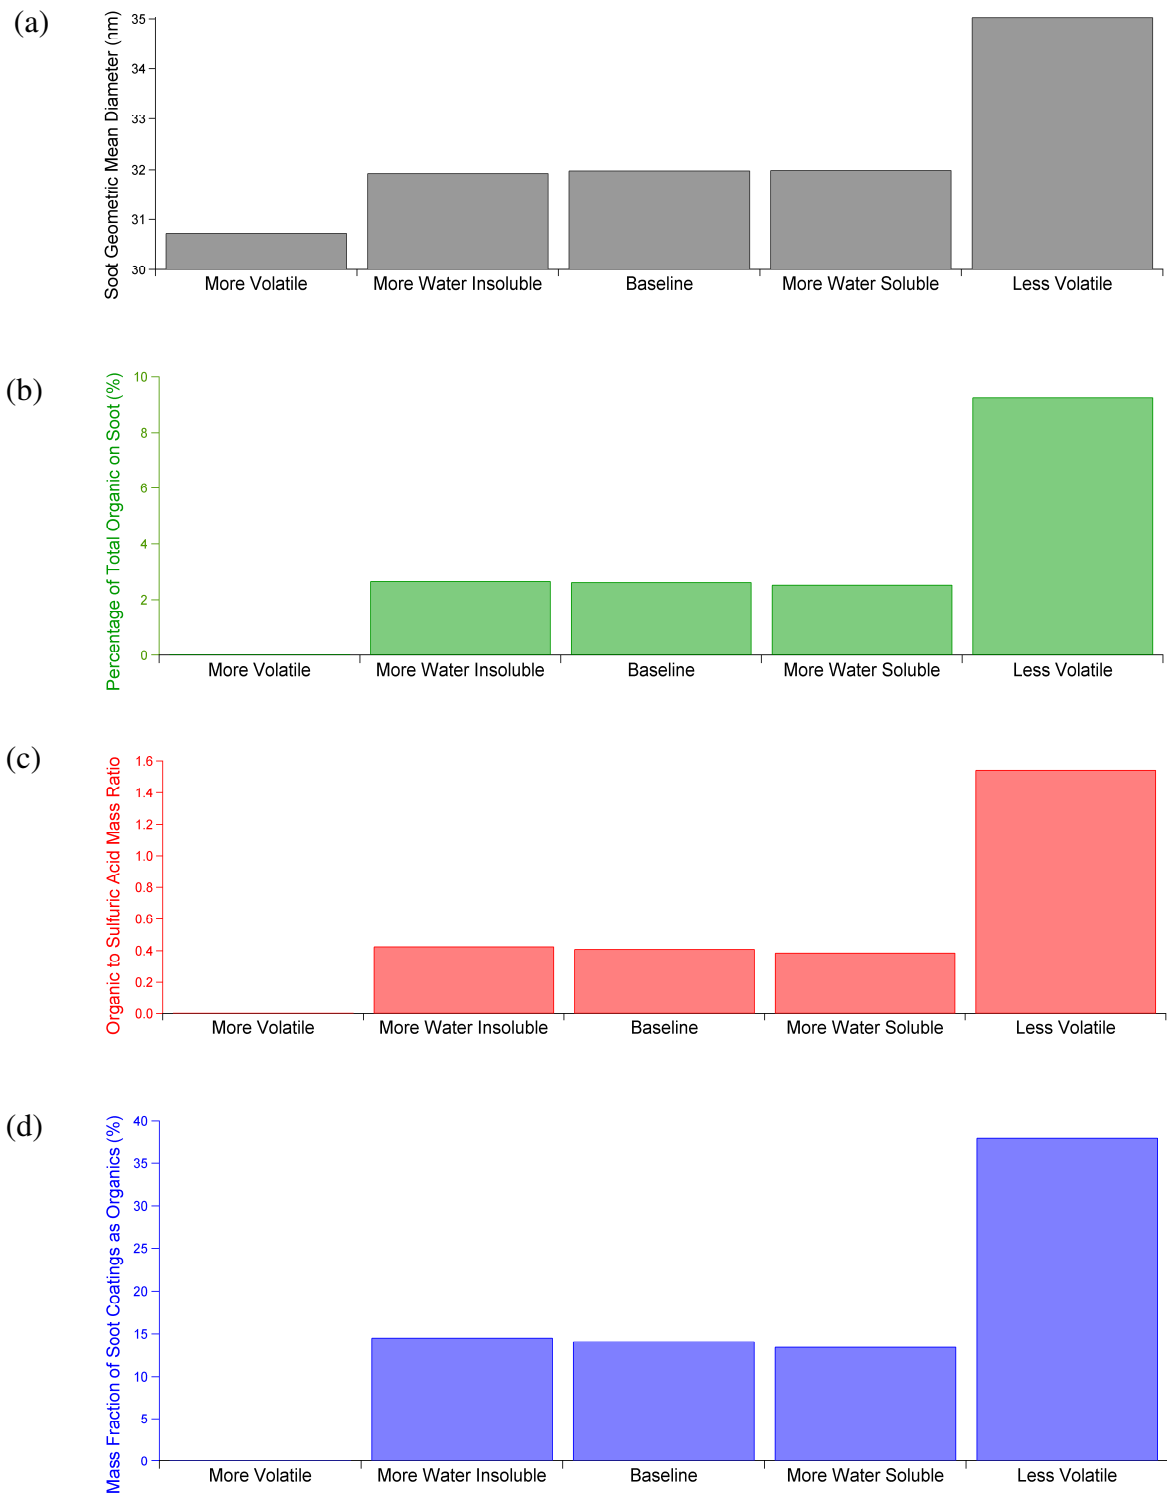 (a)
Soot Geometric Mean Diameter (nm)
35
34
33
32
31
30
More Volatile
More Water Insoluble
Baseline
More Water Soluble
Less Volatile
(b)
Percentage of Total Organic on Soot (%)
10
8
6
4
2
0
More Volatile
More Water Insoluble
Baseline
More Water Soluble
Less Volatile
(c)
Organic to Sulfuric Acid Mass Ratio
1.6
1.4
1.2
1.0
0.8
0.6
0.4
0.2
0.0
More Volatile
More Water Insoluble
Baseline
More Water Soluble
Less Volatile
(d)
Mass Fraction of Soot Coatings as Organics (%)
40
35
30
25
20
15
10
5
0
More Volatile
More Water Insoluble
Baseline
More Water Soluble
Less Volatile